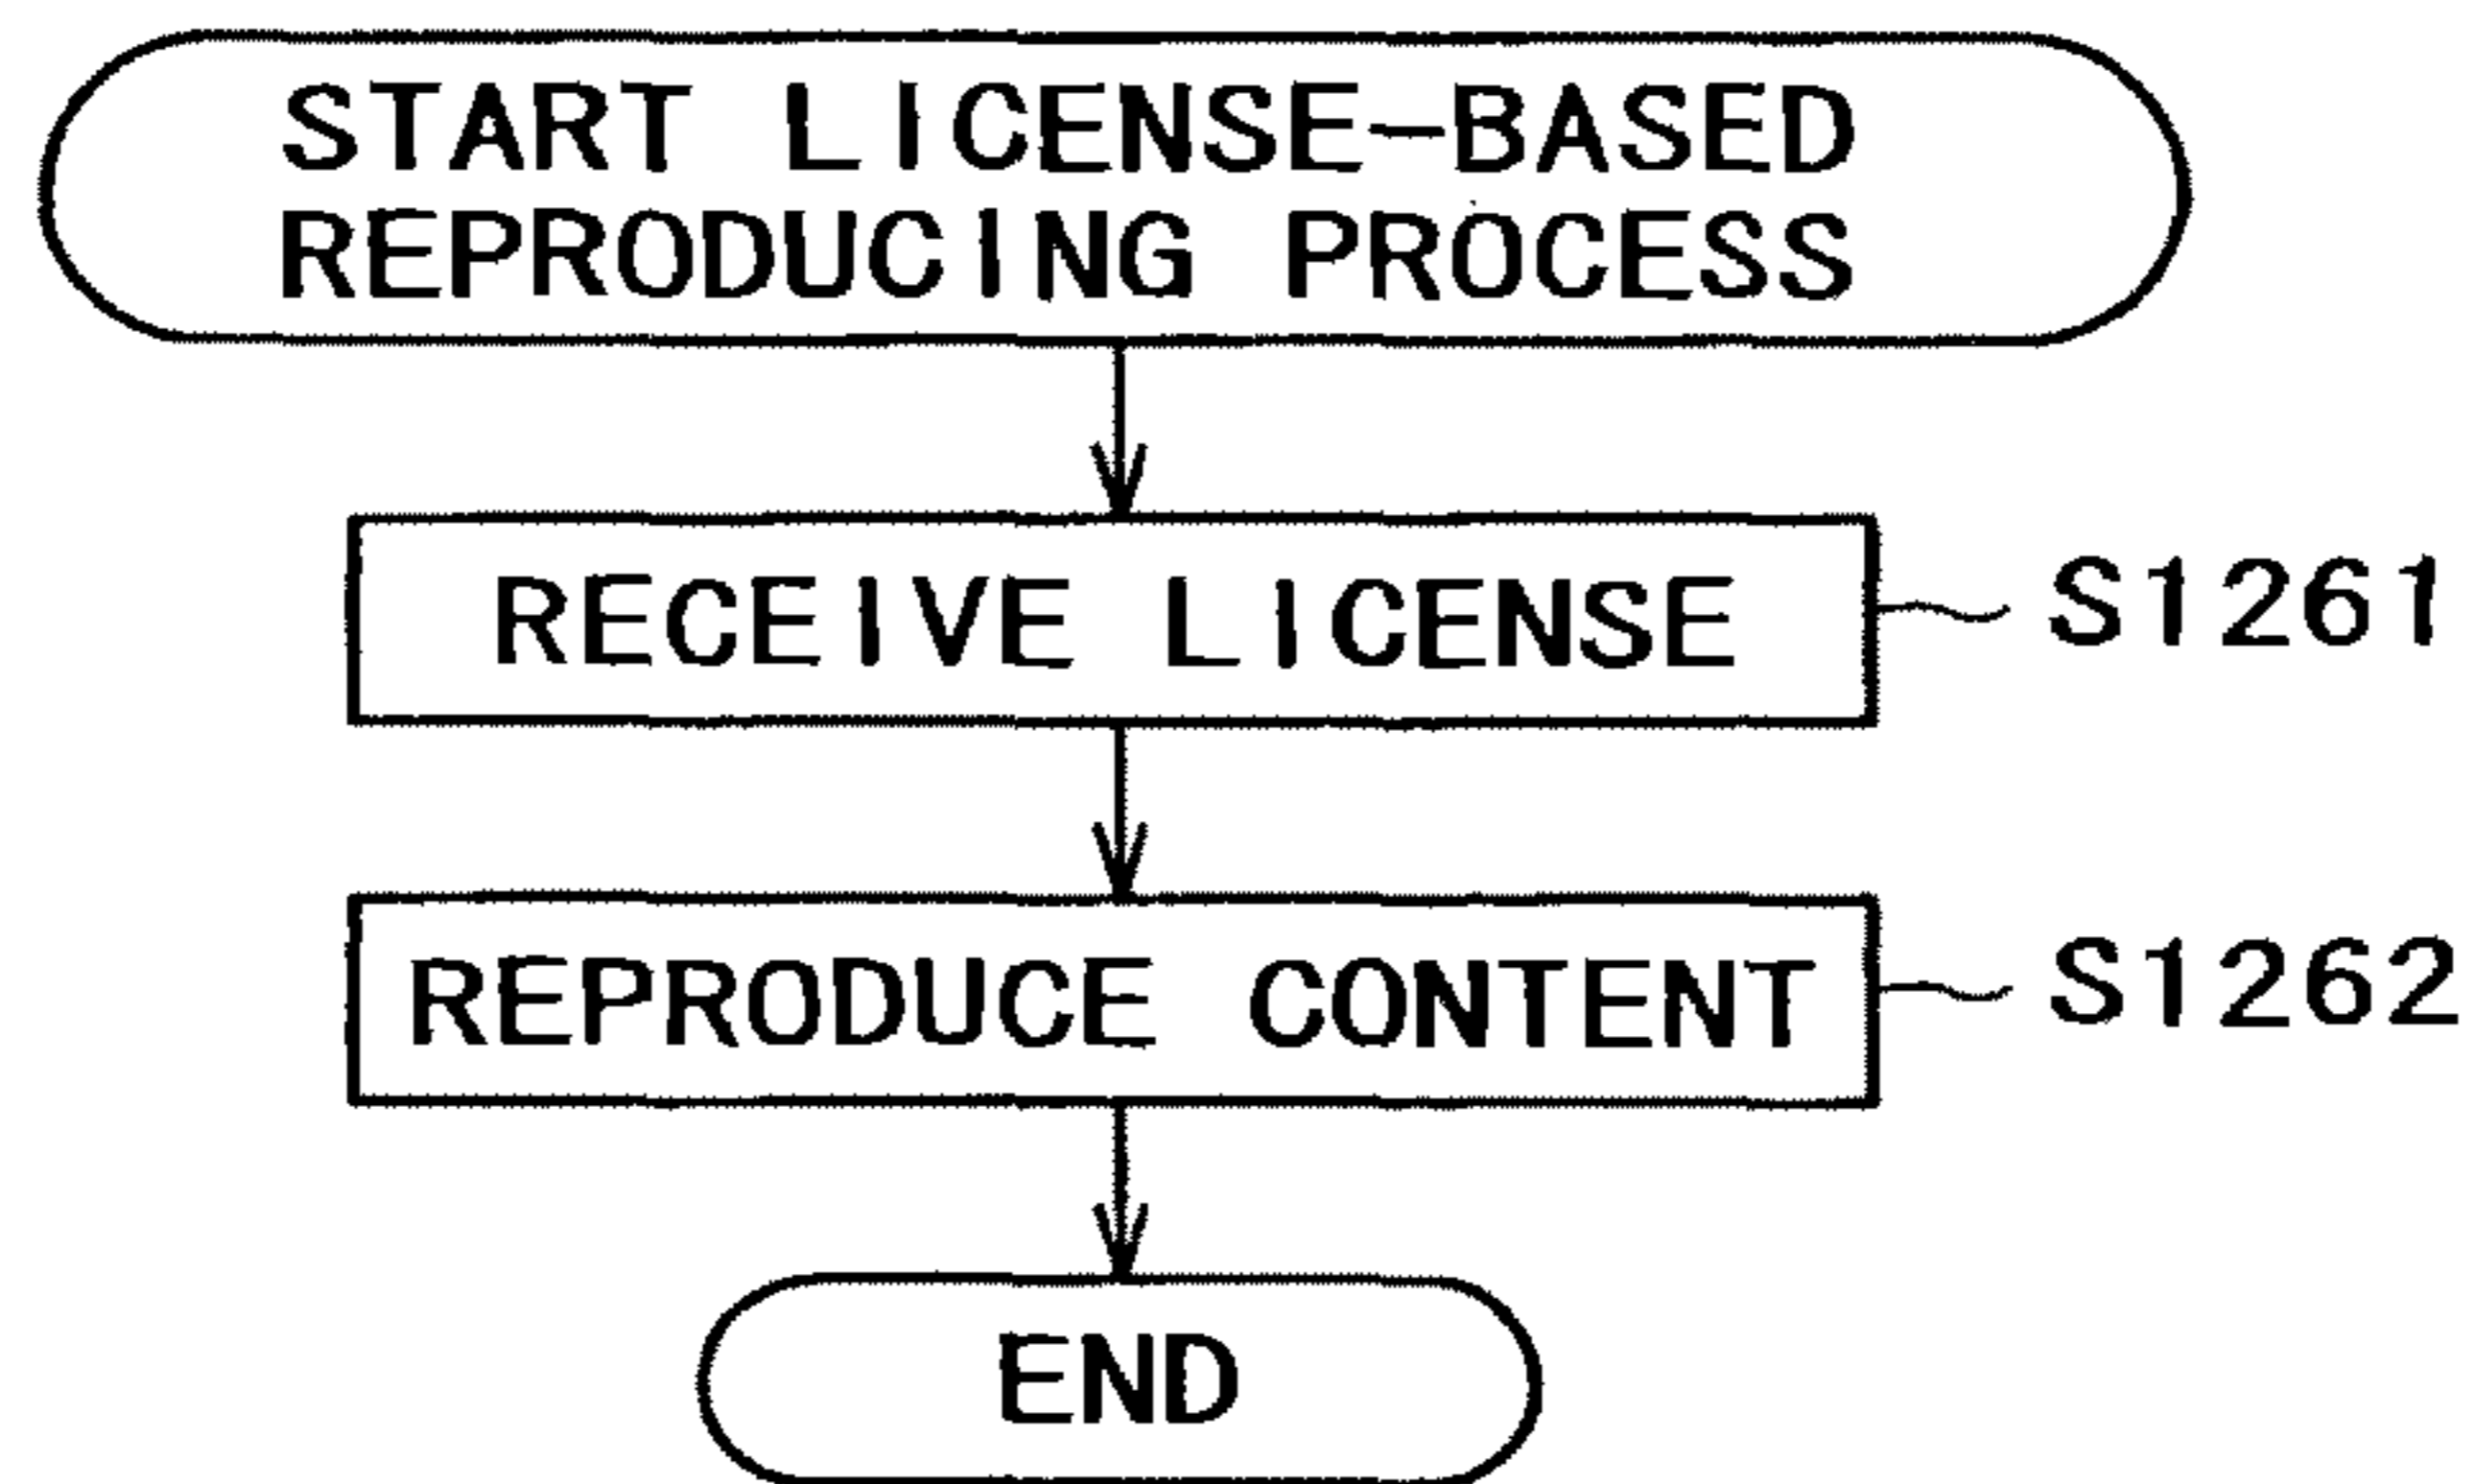 START LICENSE-BASED
REPRODUCING PROCESS
RECEIVE LICENSE
S1261
REPRODUCE CONTENT
S1262
END